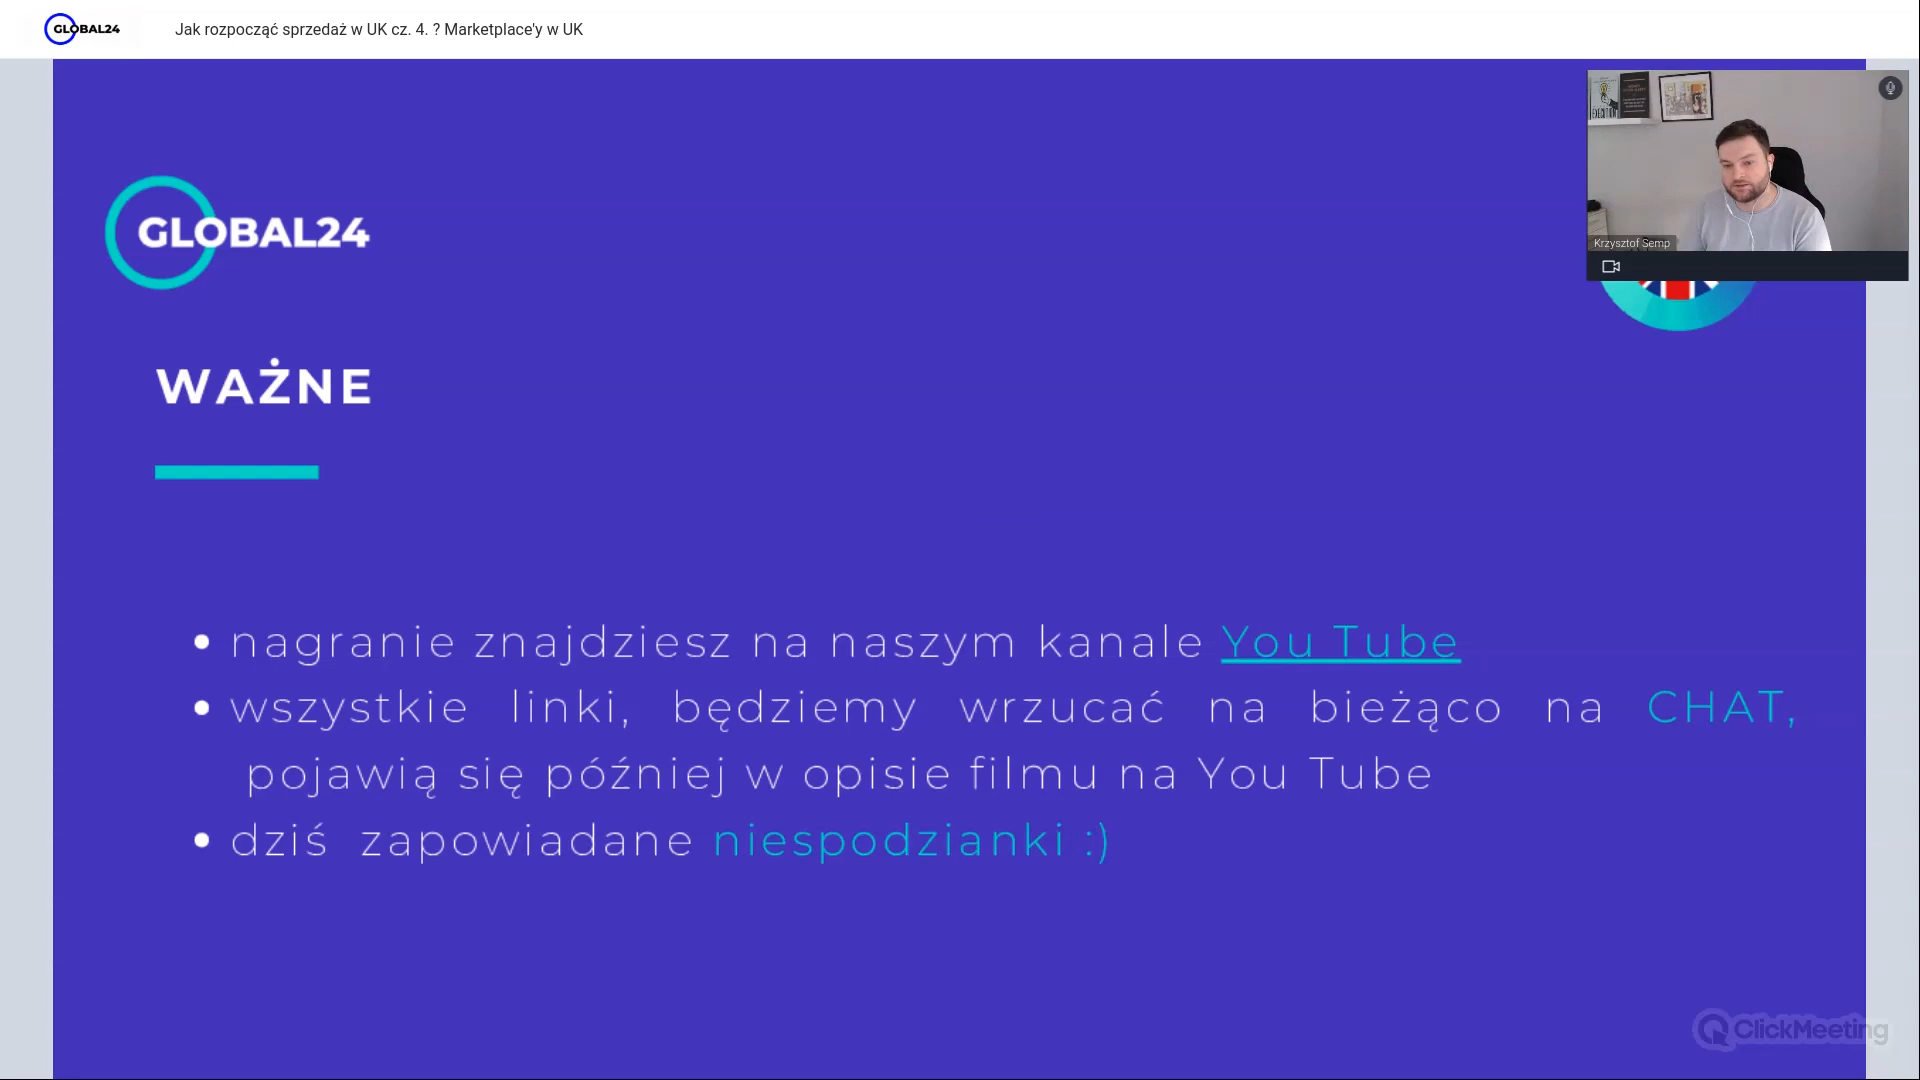 GLOBAL24
Jak rozpocząć sprzedaż w UK cz. 4. ? Marketplace'y w UK
Krzysztof Semp
GLOBAL24
WAŻNE
• nagranie znajdziesz na naszym kanale You Tube
• wszystkie linki, będziemy wrzucać na bieżąco na CHAT,
pojawią się później w opisie filmu na You Tube
• dziś zapowiadane niespodzianki :)
ClickMeeting